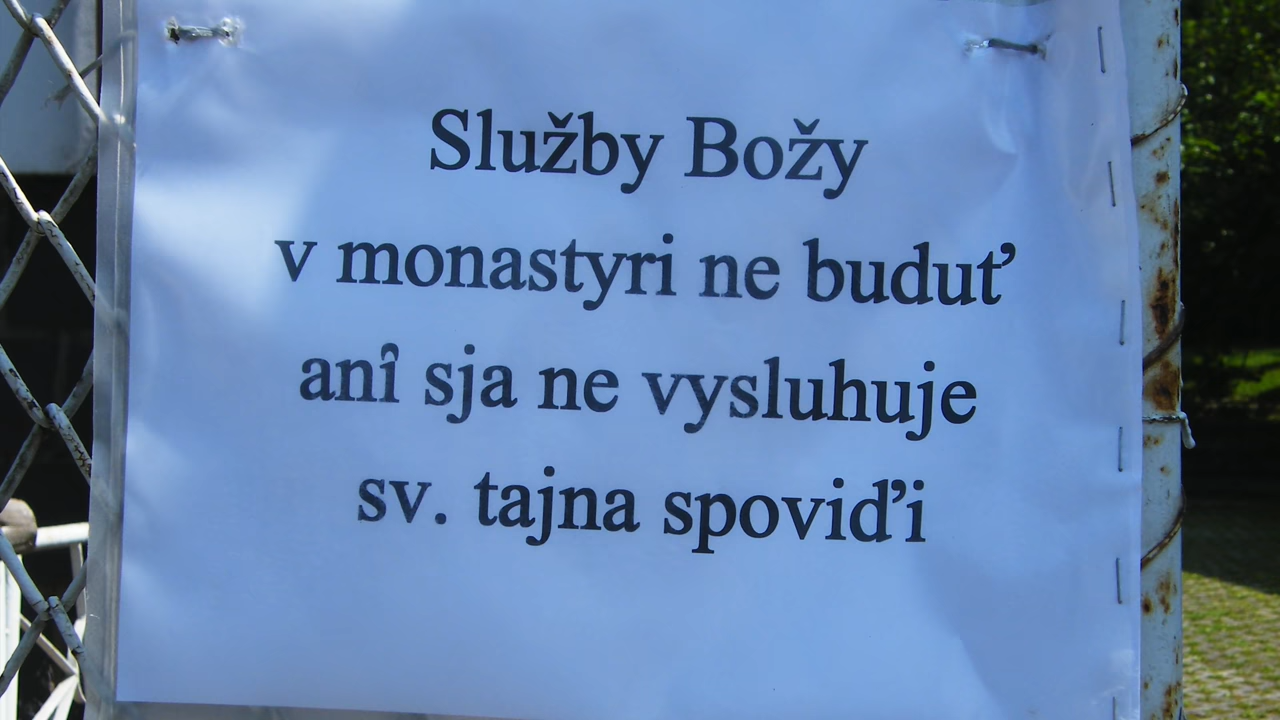 Služby Božy
v monastyri ne buduť
anî sja ne vysluhuje
sv. tajna spoviďi